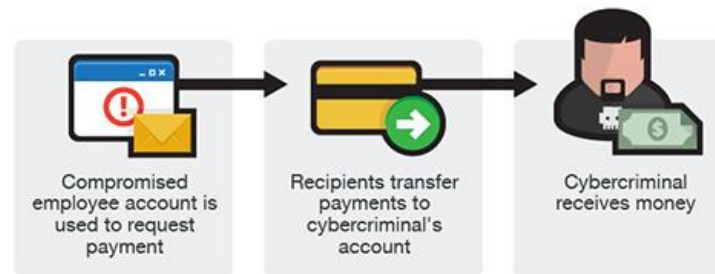 Compromised
employee account is
used to request
payment
Recipients transfer
payments to
cybercriminal's
account
Cybercriminal
receives money